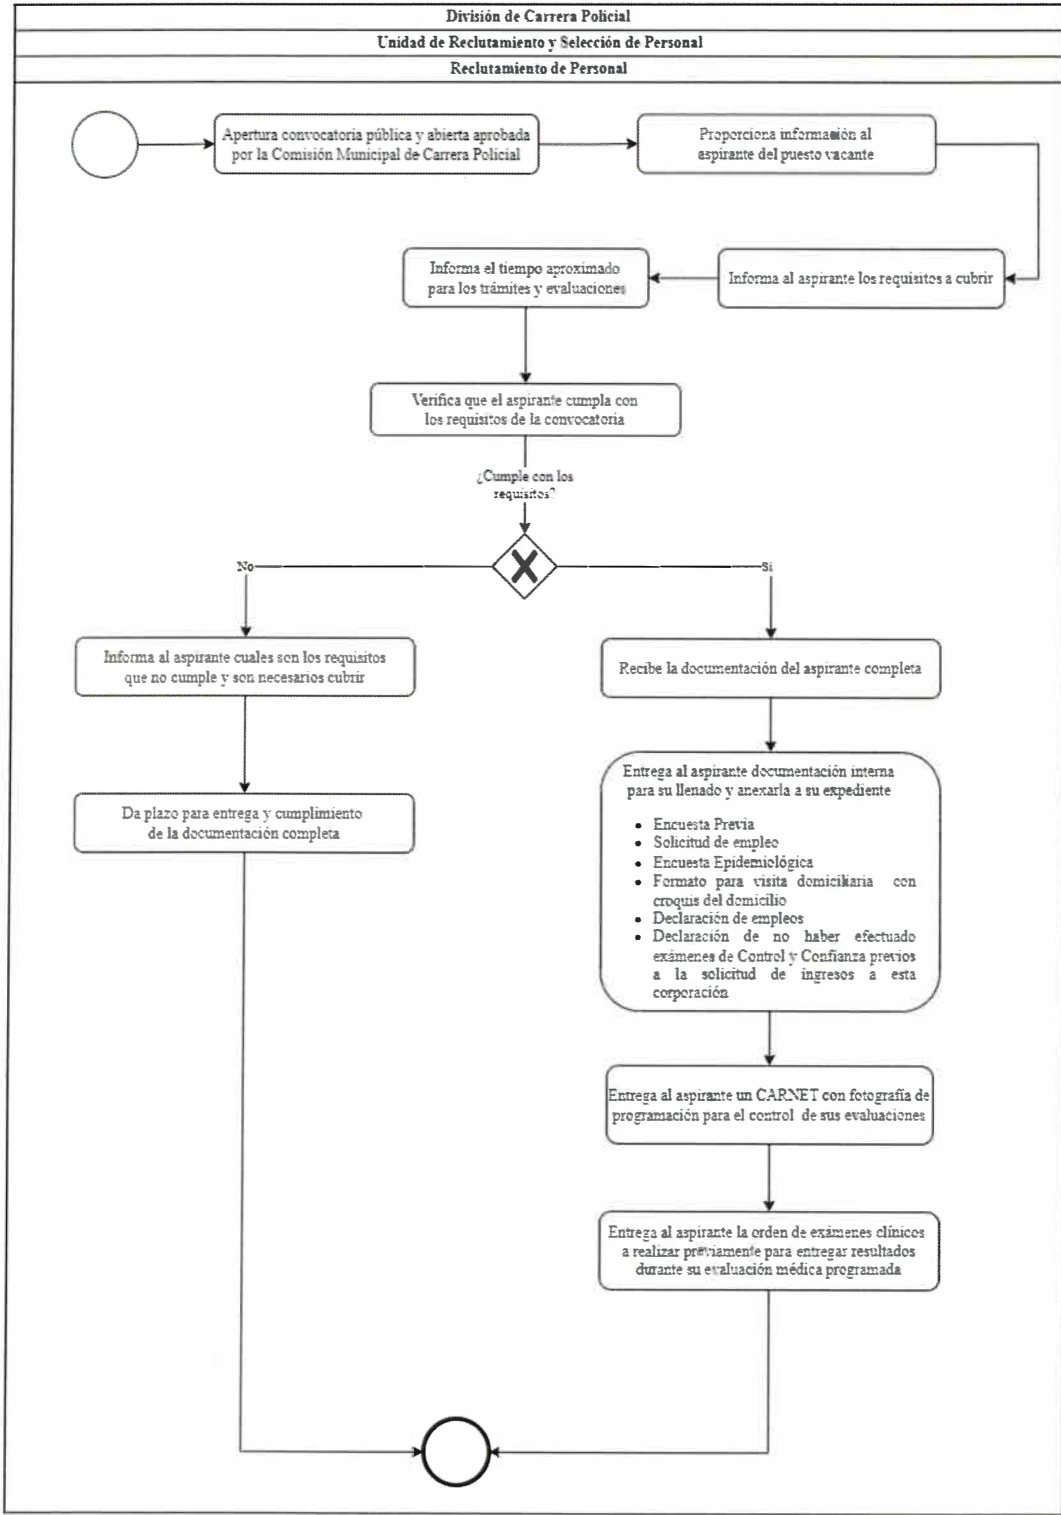 División de Carrera Policial
Unidad de Reclutamiento y Selección de Personal
Reclutamiento de Personal
Apertura convocatoria pública y abierta aprobada
por la Comisión Municipal de Carrera Policial
Proporciona información al
aspirante del puesto vacante
Informa el tiempo aproximado
para los trámites y evaluaciones
Informa al aspirante los requisitos a cubrir
Verifica que el aspirante cumpla con
los requisitos de la convocatoria
¿Cumple con los
requisitos?
No
Si
Informa al aspirante cuales son los requisitos
que no cumple y son necesarios cubrir
Recibe la documentación del aspirante completa
Da plazo para entrega y cumplimiento
de la documentación completa
Entrega al aspirante documentación interna
para su llenado y anexarla a su expediente
• Encuesta Previa
• Solicitud de empleo
• Encuesta Epidemiológica
• Formato para visita domiciliaria con
croquis del domicilio
• Declaración de empleos
• Declaración de no haber efectuado
exámenes de Control y Confianza previos
a la solicitud de ingresos a esta
corporación
Entrega al aspirante un CARNET con fotografía de
programación para el control de sus evaluaciones
Entrega al aspirante la orden de exámenes clínicos
a realizar previamente para entregar resultados
durante su evaluación médica programada